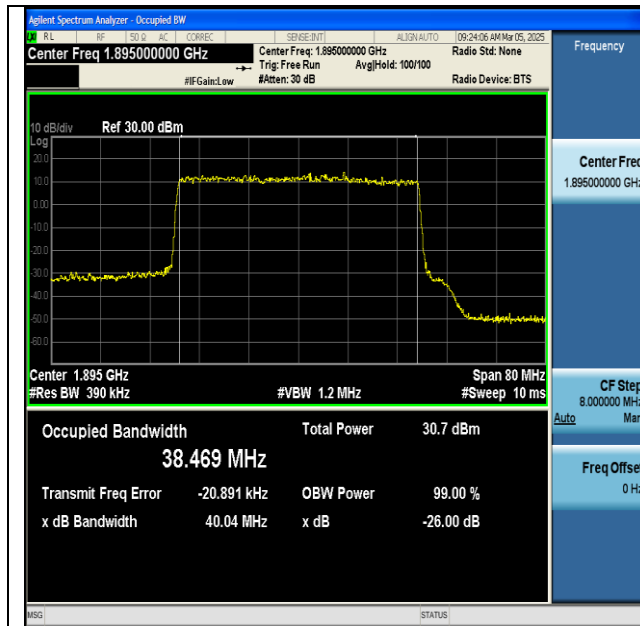 Agilent Spectrum Analyzer - Occupied BW
LXI RL RF 50 Ω AC CORREC SENSE:INT ALIGN AUTO 09:24:06 AM Mar 05, 2025
Center Freq 1.895000000 GHz
Center Freq: 1.895000000 GHz
Radio Std: None
Trig: Free Run Avg|Hold: 100/100
#IFGain:Low #Atten: 30 dB Radio Device: BTS
10 dB/div Ref 30.00 dBm
Log
20.0
10.0
0.00
-10.0
-20.0
-30.0
-40.0
-50.0
-60.0
Center 1.895 GHz Span 80 MHz
#Res BW 390 kHz #VBW 1.2 MHz #Sweep 10 ms
Occupied Bandwidth Total Power 30.7 dBm
38.469 MHz
Transmit Freq Error -20.891 kHz OBW Power 99.00 %
x dB Bandwidth 40.04 MHz x dB -26.00 dB
MSG STATUS
Frequency
Center Freq
1.895000000 GHz
CF Step
8.000000 MHz
Auto Man
Freq Offset
0 Hz